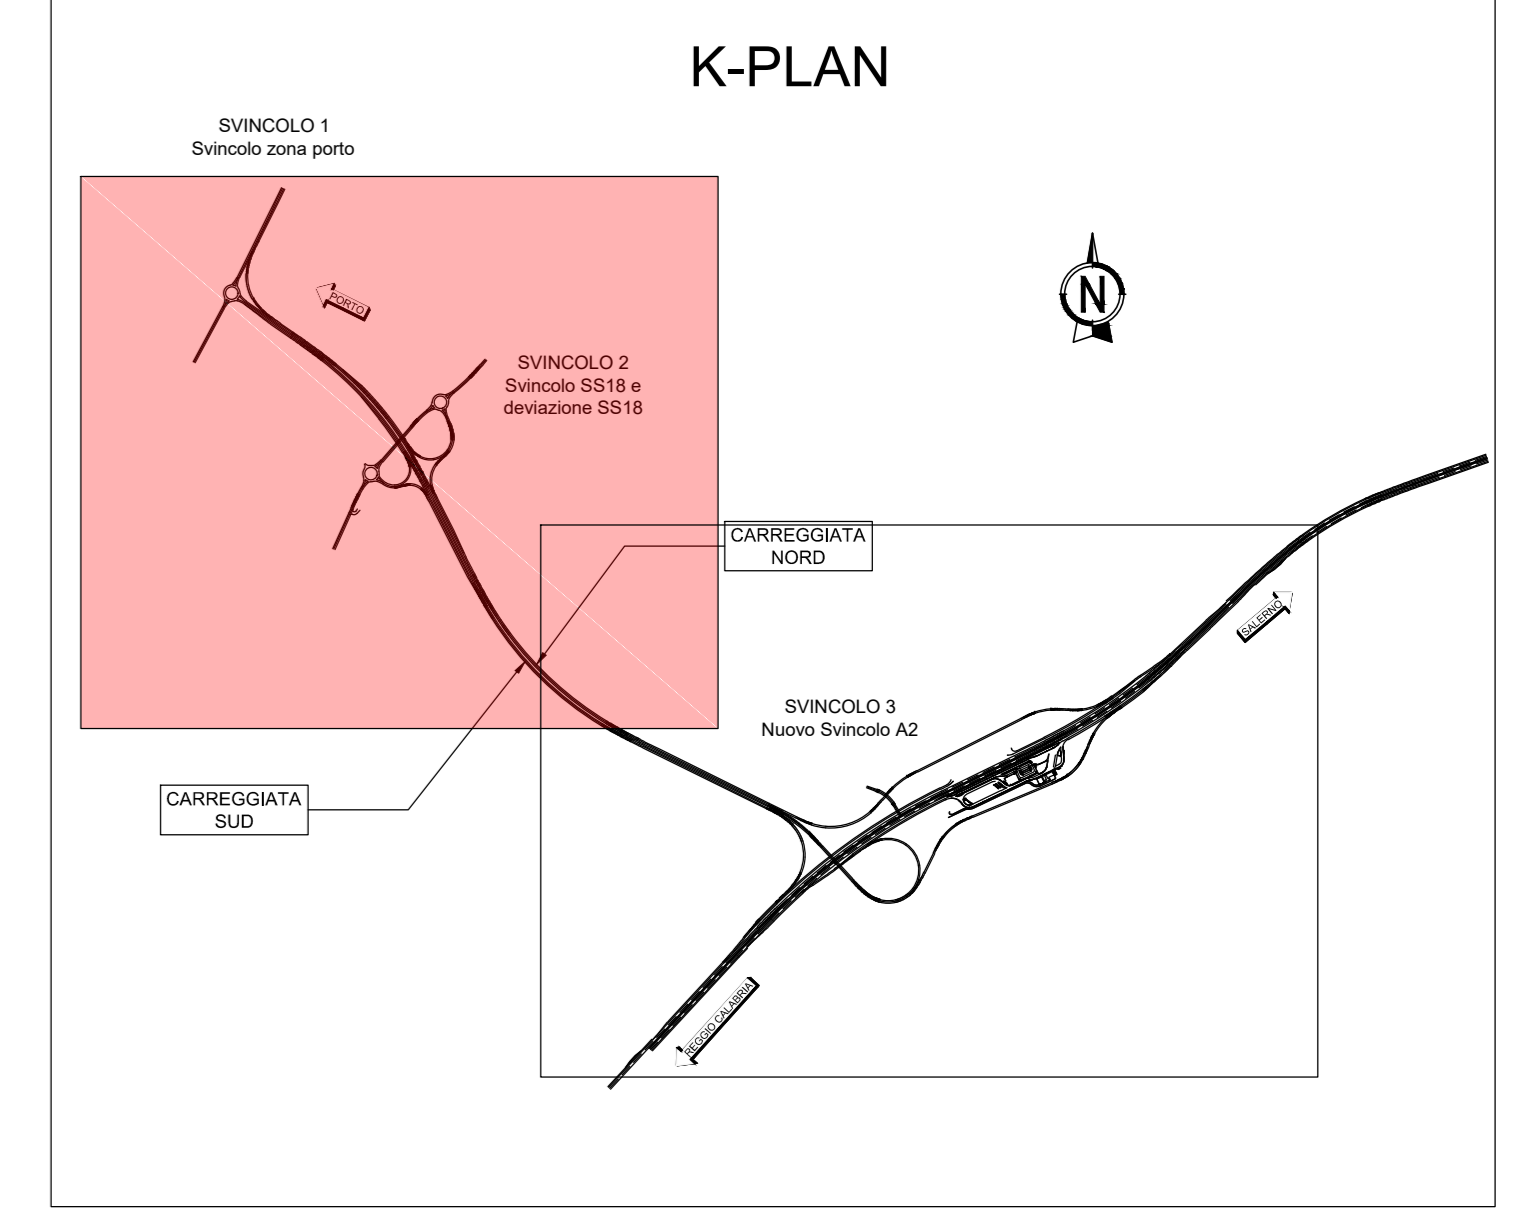 K-PLAN
SVINCOLO 1
Svincolo zona porto
PORTO
N
SVINCOLO 2
Svincolo SS18 e
deviazione SS18
CARREGGIATA
NORD
SALERNO
SVINCOLO 3
Nuovo Svincolo A2
CARREGGIATA
SUD
REGGIO CALABRIA